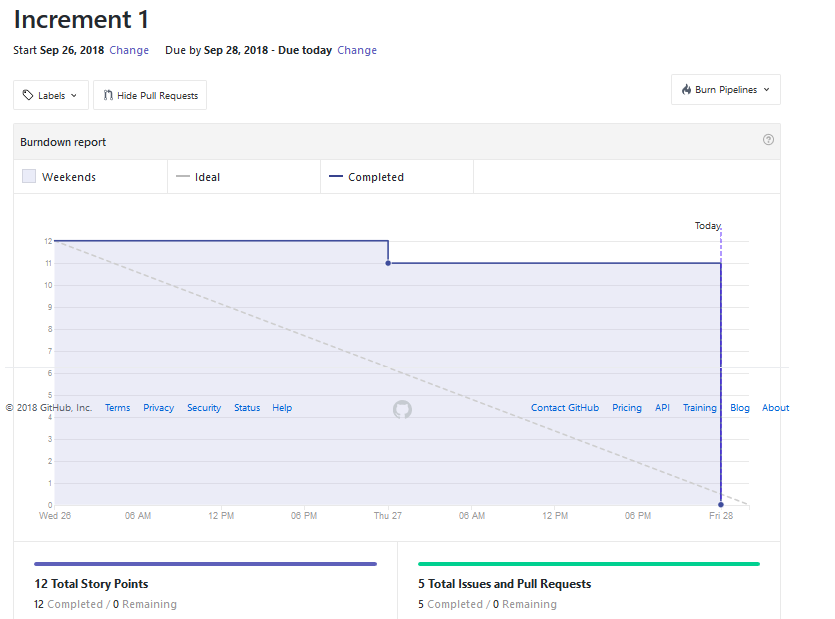 Increment 1
Start Sep 26, 2018 Change Due by Sep 28, 2018 - Due today Change
Labels Hide Pull Requests Burn Pipelines
Burndown report
Weekends Ideal Completed
Today
12
11
10
9
8
7
6
5
© 2018 GitHub, Inc. Terms Privacy Security Status Help Contact GitHub Pricing API Training Blog About
4
3
2
1
0
Wed 26 06 AM 12 PM 06 PM Thu 27 06 AM 12 PM 06 PM Fri 28
12 Total Story Points 5 Total Issues and Pull Requests
12 Completed / 0 Remaining 5 Completed / 0 Remaining